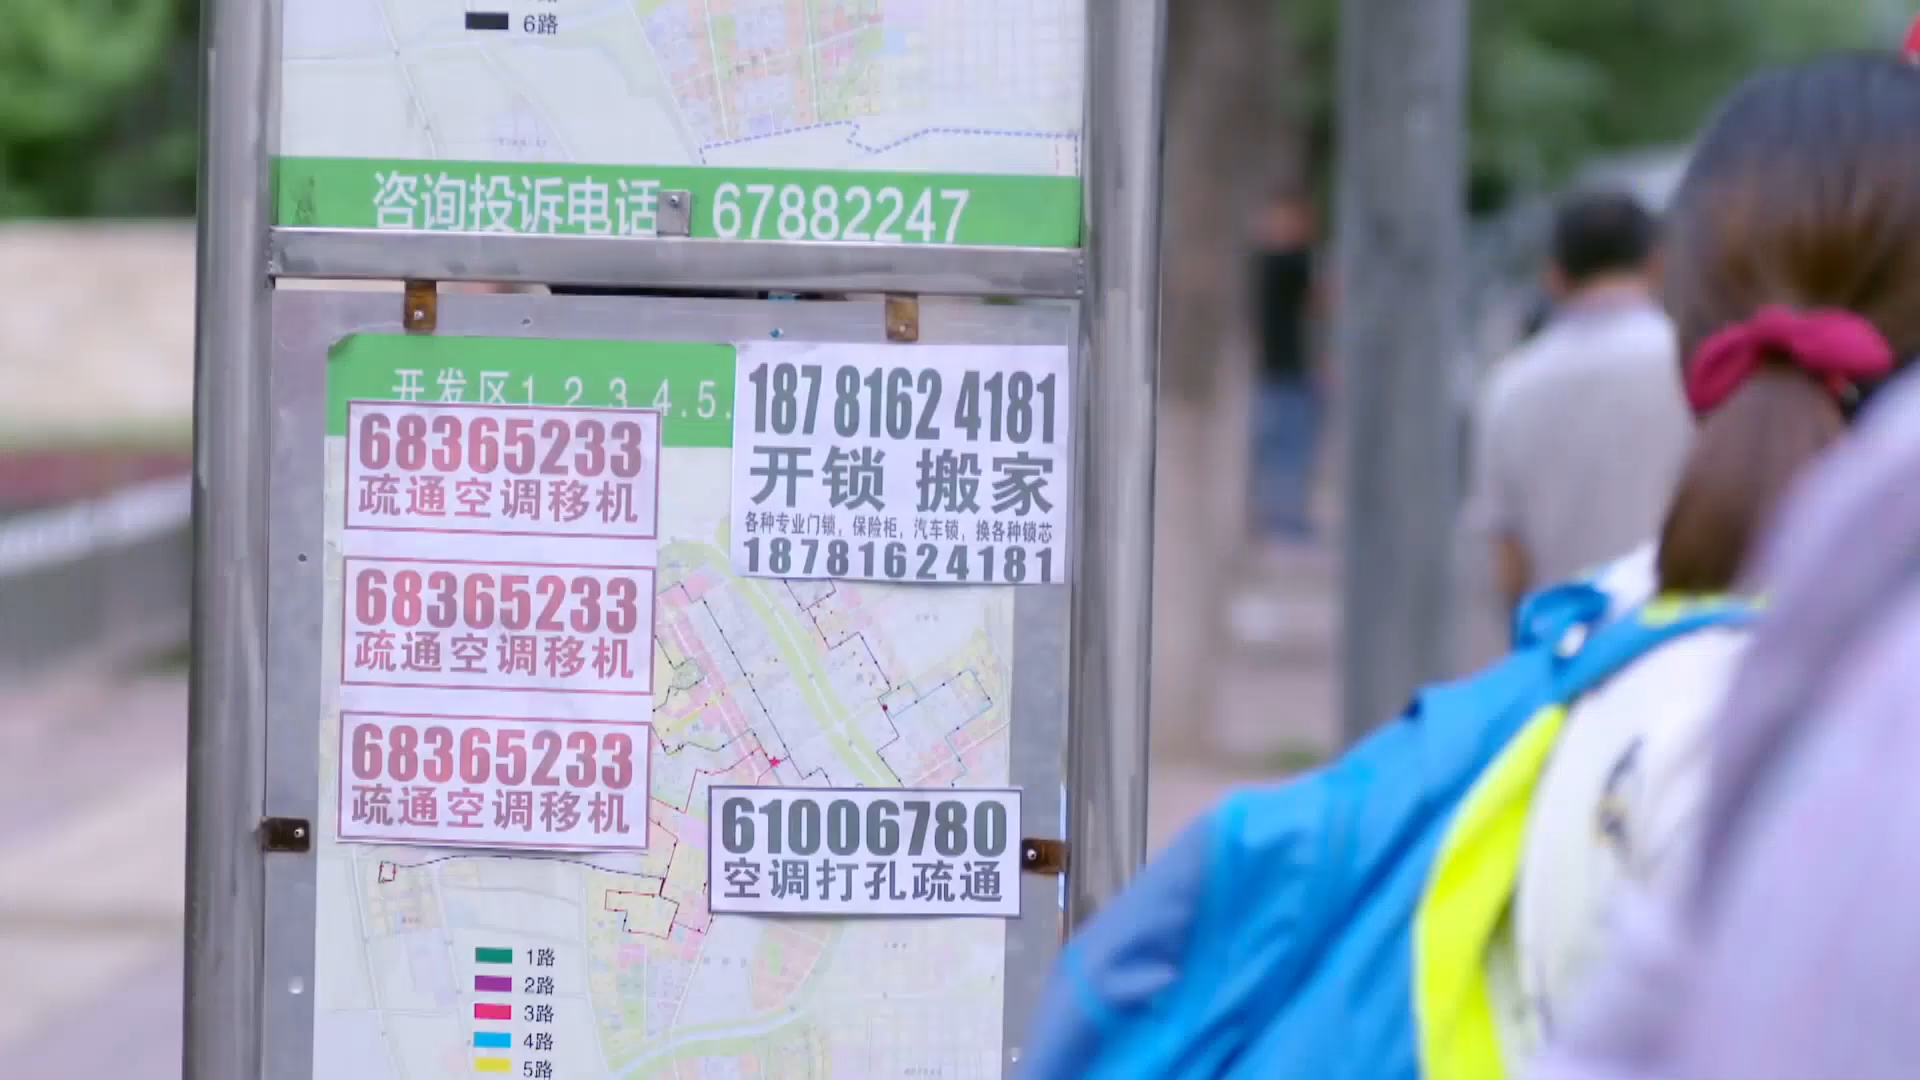 6路
咨询投诉电话 67882247
开发区1.2.3.4.5.
68365233
疏通空调移机
187 8162 4181
开锁 搬家
各种专业门锁，保险柜，汽车锁，换各种锁芯
18781624181
68365233
疏通空调移机
68365233
疏通空调移机
61006780
空调打孔疏通
1路
2路
3路
4路
5路